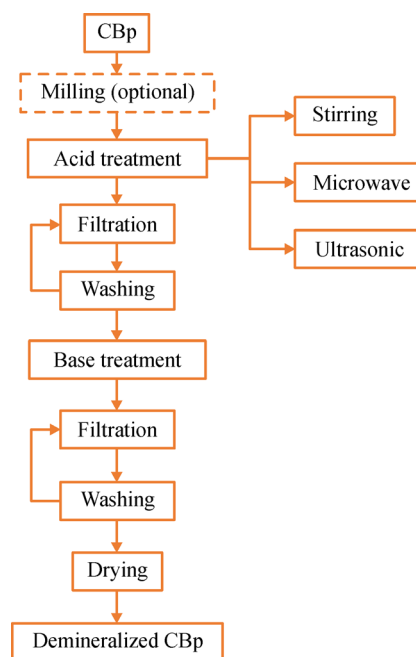 CBp
Milling (optional)
Acid treatment
Stirring
Microwave
Ultrasonic
Filtration
Washing
Base treatment
Filtration
Washing
Drying
Demineralized CBp